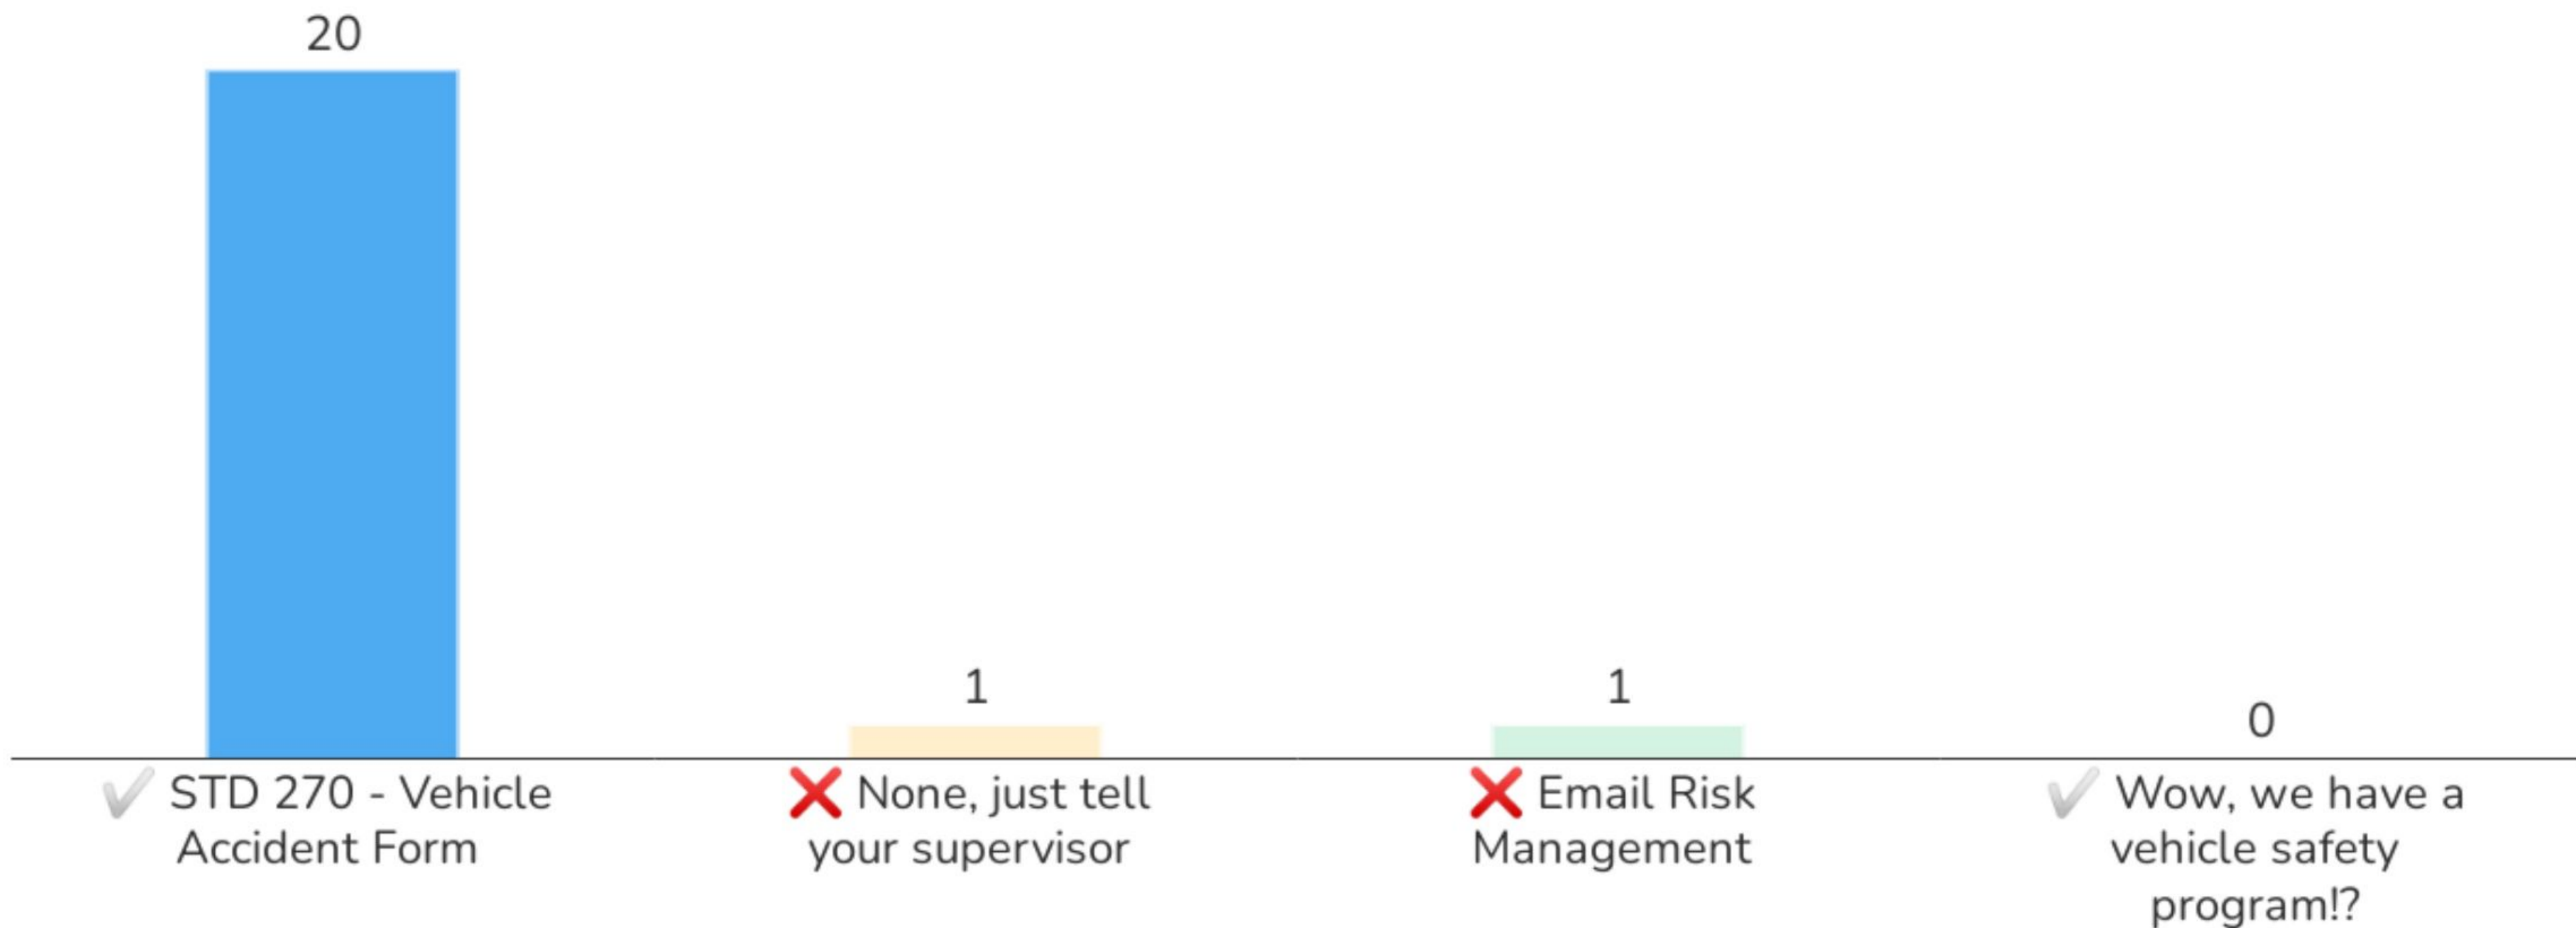 20
1
1
0
✔️ STD 270 - Vehicle
Accident Form
❌ None, just tell
your supervisor
❌ Email Risk
Management
✔️ Wow, we have a
vehicle safety
program!?